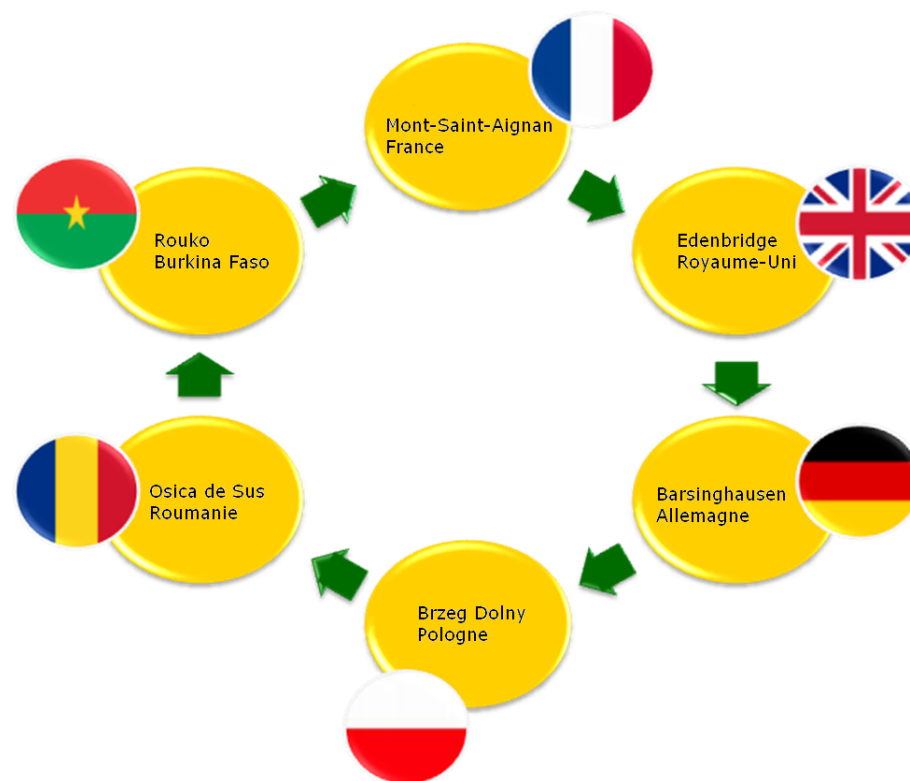 Mont-Saint-Aignan
France
Edenbridge
Royaume-Uni
Barsinghausen
Allemagne
Brzeg Dolny
Pologne
Osica de Sus
Roumanie
Rouko
Burkina Faso